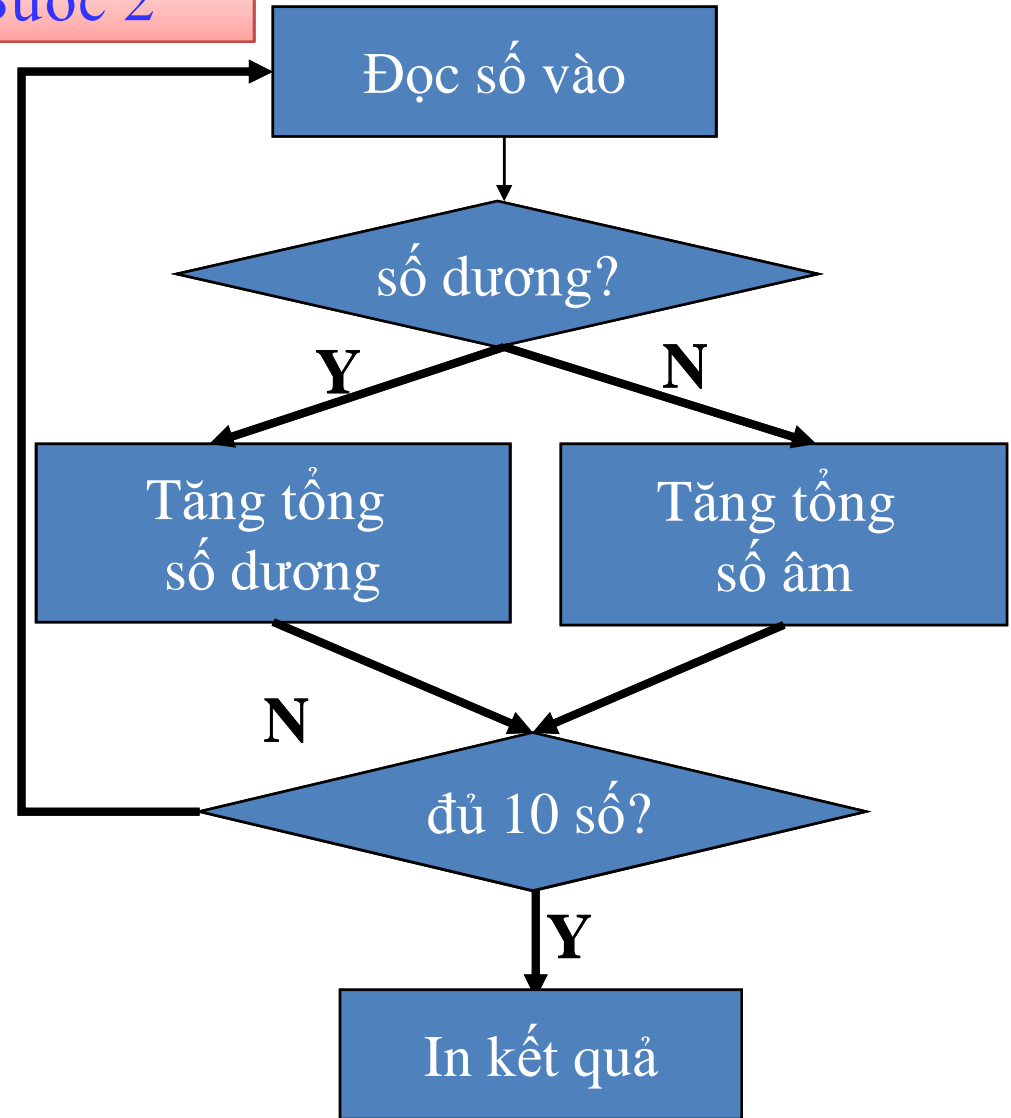 2
Đọc số vào
số dương?
Y
N
Tăng tổng
số dương
Tăng tổng
số âm
N
đủ 10 số?
Y
In kết quả